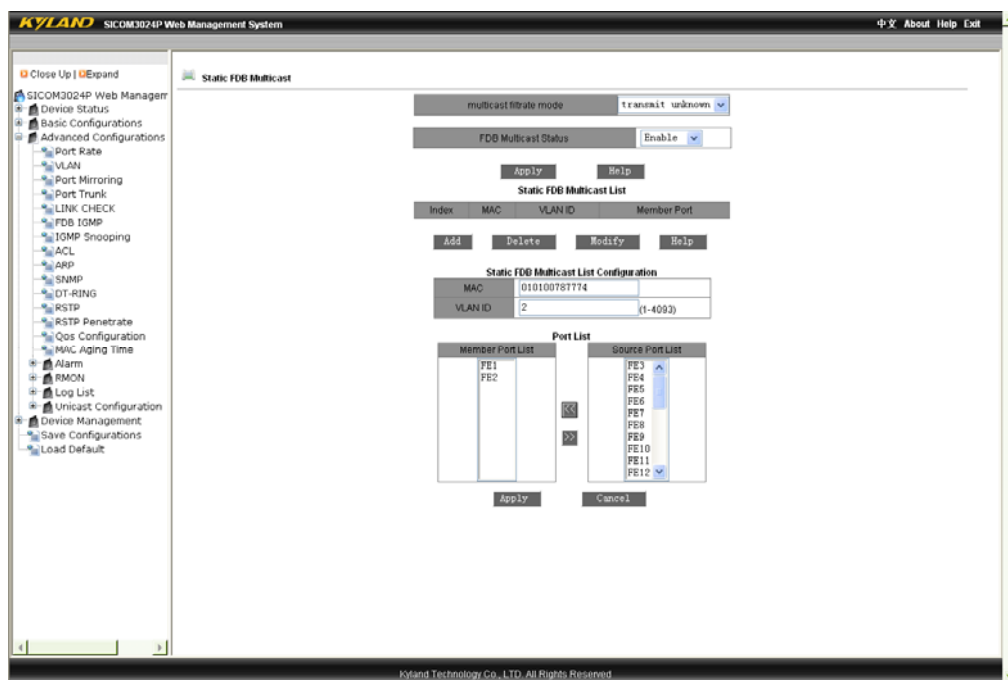 KYLAND SICOM3024P Web Management System
中文 About Help Exit
Close Up | Expand
SICOM3024P Web Managem
Device Status
Basic Configurations
Advanced Configurations
Port Rate
VLAN
Port Mirroring
Port Trunk
LINK CHECK
FDB IGMP
IGMP Snooping
ACL
ARP
SNMP
DT-RING
RSTP
RSTP Penetrate
Qos Configuration
MAC Aging Time
Alarm
RMON
Log List
Unicast Configuration
Device Management
Save Configurations
Load Default
Static FDB Multicast
multicast filtrate mode transmit unknown
FDB Multicast Status Enable
Apply Help
Static FDB Multicast List
Index MAC VLAN ID Member Port
Add Delete Modify Help
Static FDB Multicast List Configuration
MAC 010100787774
VLAN ID 2 (1-4093)
Port List
Member Port List Source Port List
FE1 FE3
FE2 FE4
FE5
FE6
<< FE7
FE8
>> FE9
FE10
FE11
FE12
Apply Cancel
Kyland Technology Co., LTD. All Rights Reserved